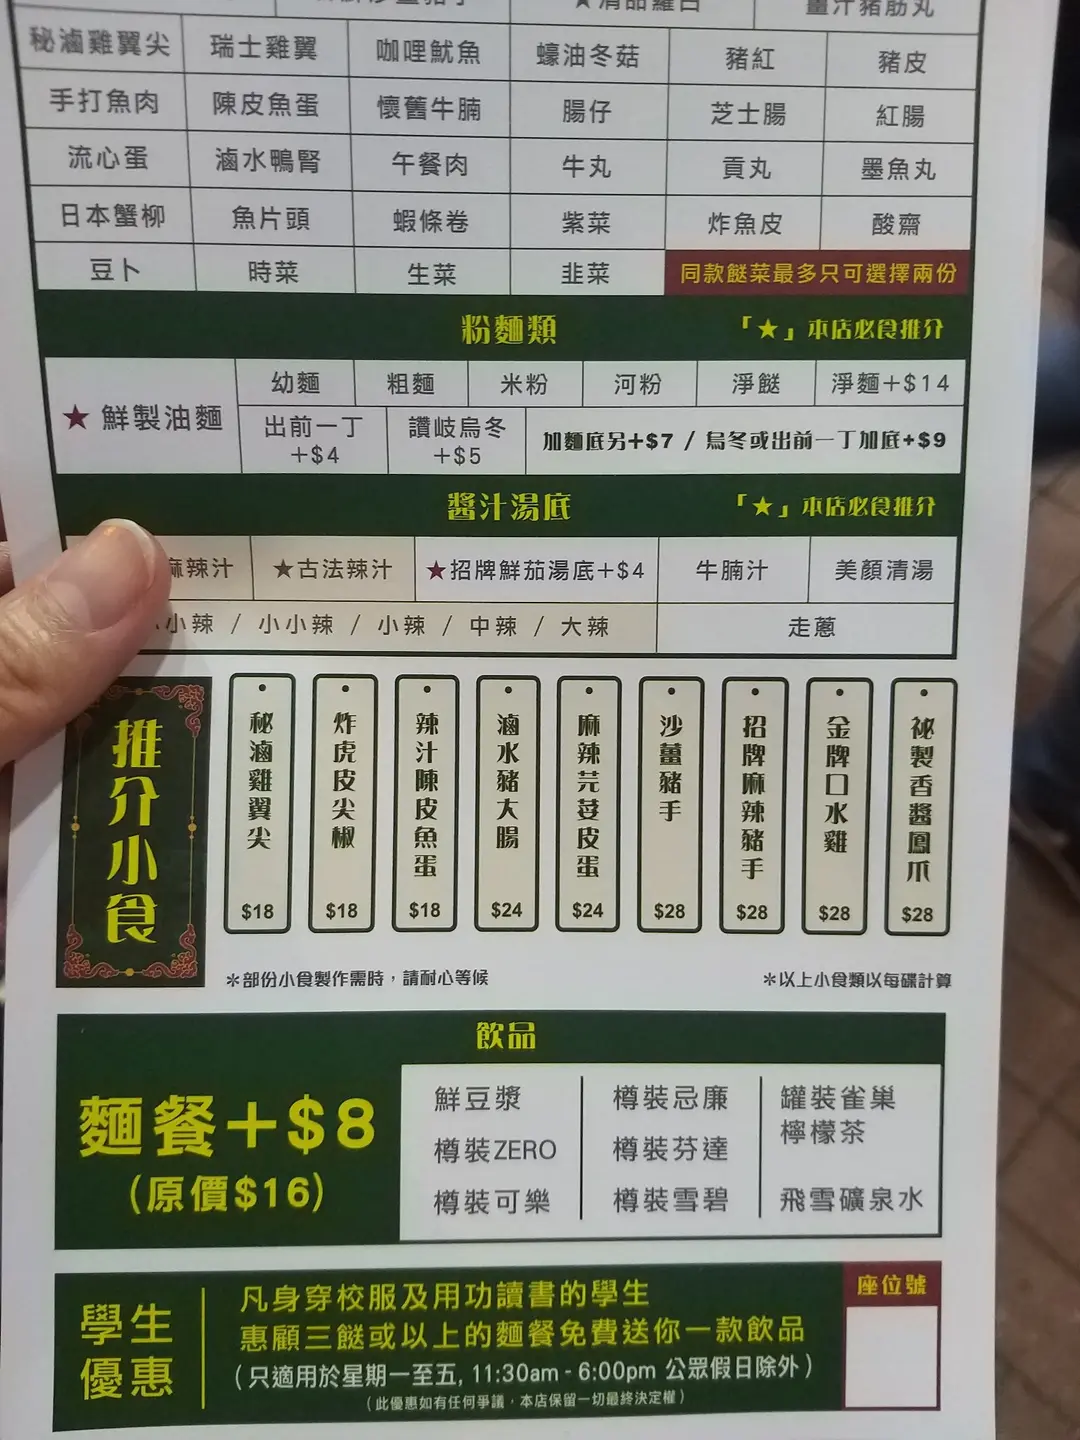 ★清品蘿白 薑汁豬筋丸
秘滷雞翼尖 瑞士雞翼 咖哩魷魚 蠔油冬菇 豬紅 豬皮
手打魚肉 陳皮魚蛋 懷舊牛腩 腸仔 芝士腸 紅腸
流心蛋 滷水鴨腎 午餐肉 牛丸 貢丸 墨魚丸
日本蟹柳 魚片頭 蝦條卷 紫菜 炸魚皮 酸齋
豆卜 時菜 生菜 韭菜 同款餸菜最多只可選擇兩份
粉麵類 「★」本店必食推介
★鮮製油麵 幼麵 粗麵 米粉 河粉 淨餸 淨麵+$14
出前一丁 +$4 讚岐烏冬 +$5 加麵底另+$7 / 烏冬或出前一丁加底+$9
醬汁湯底 「★」本店必食推介
麻辣汁 ★古法辣汁 ★招牌鮮茄湯底+$4 牛腩汁 美顏清湯
小辣 / 小小辣 / 小辣 / 中辣 / 大辣 走蔥
推介小食
秘滷雞翼尖 $18
炸虎皮尖椒 $18
辣汁陳皮魚蛋 $18
滷水豬大腸 $24
麻辣芫荽皮蛋 $24
沙薑豬手 $28
招牌麻辣豬手 $28
金牌口水雞 $28
祕製香醬鳳爪 $28
*部份小食製作需時，請耐心等候 *以上小食類以每碟計算
飲品
麵餐+$8
(原價$16)
鮮豆漿 樽裝忌廉 罐裝雀巢
檸檬茶
樽裝ZERO 樽裝芬達
樽裝可樂 樽裝雪碧 飛雪礦泉水
學生
優惠
凡身穿校服及用功讀書的學生
惠顧三餸或以上的麵餐免費送你一款飲品
(只適用於星期一至五, 11:30am - 6:00pm 公眾假日除外)
(此優惠如有任何爭議，本店保留一切最終決定權)
座位號